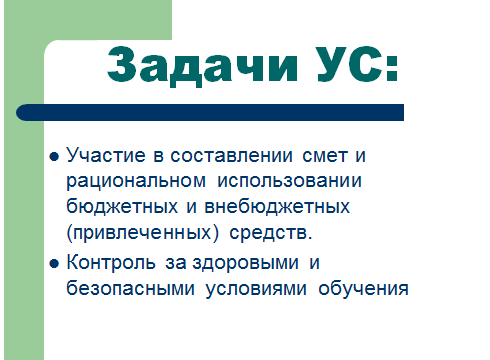 Задачи УС:
Участие в составлении смет и
рациональном использовании
бюджетных и внебюджетных
(привлеченных) средств.
Контроль за здоровыми и
безопасными условиями обучения